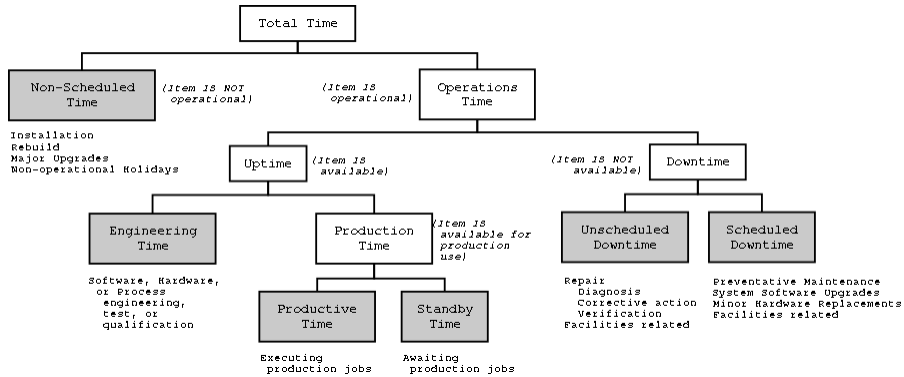 Total Time
Non-Scheduled
Time
(Item IS NOT
operational)
(Item IS
operational)
Operations
Time
Installation
Rebuild
Major Upgrades
Non-operational Holidays
Uptime
(Item IS
available)
(Item IS NOT
available)
Downtime
Engineering
Time
Production
Time
(Item IS
available for
production
use)
Unscheduled
Downtime
Scheduled
Downtime
Software, Hardware,
or Process
engineering,
test, or
qualification
Productive
Time
Standby
Time
Repair
Diagnosis
Corrective action
Verification
Facilities related
Preventative Maintenance
System Software Upgrades
Minor Hardware Replacements
Facilities related
Executing
production jobs
Awaiting
production jobs